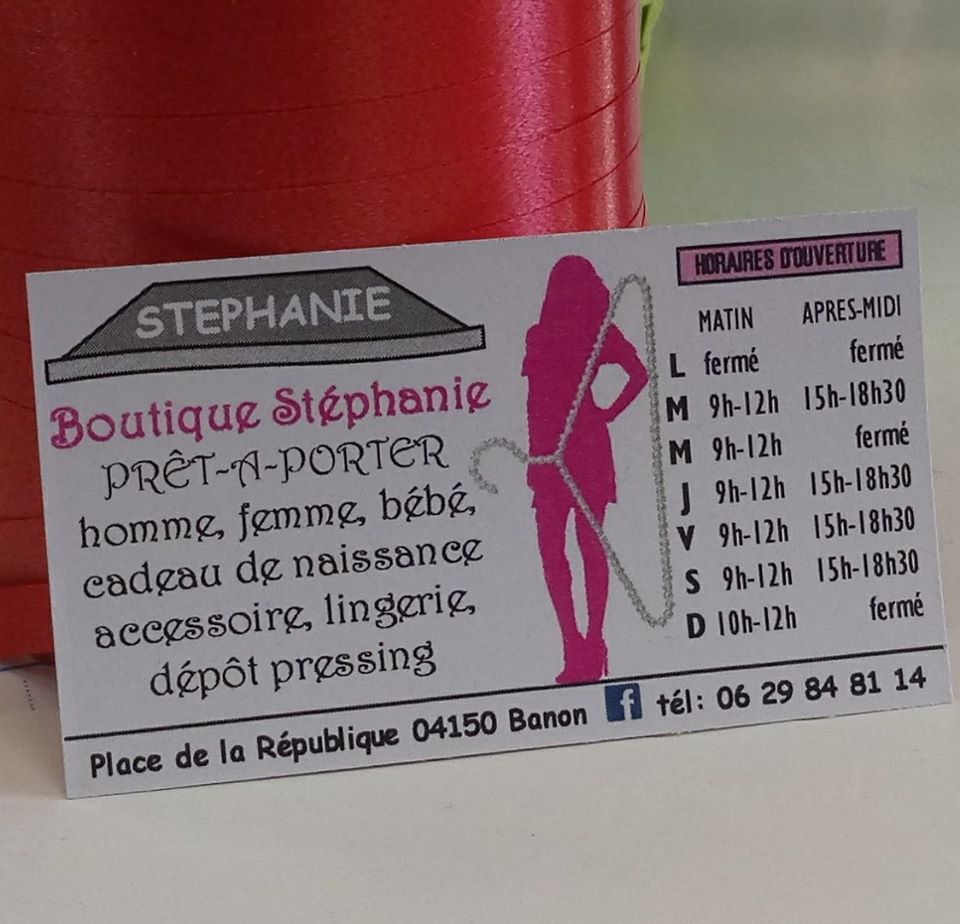 STEPHANIE
Boutique Stéphanie
PRÊT-A-PORTER
homme, femme, bébé,
cadeau de naissance
accessoire, lingerie,
dépôt pressing
HORAIRES D'OUVERTURE
MATIN APRES-MIDI
L fermé fermé
M 9h-12h 15h-18h30
M 9h-12h fermé
J 9h-12h 15h-18h30
V 9h-12h 15h-18h30
S 9h-12h 15h-18h30
D 10h-12h fermé
Place de la République 04150 Banon f tél: 06 29 84 81 14